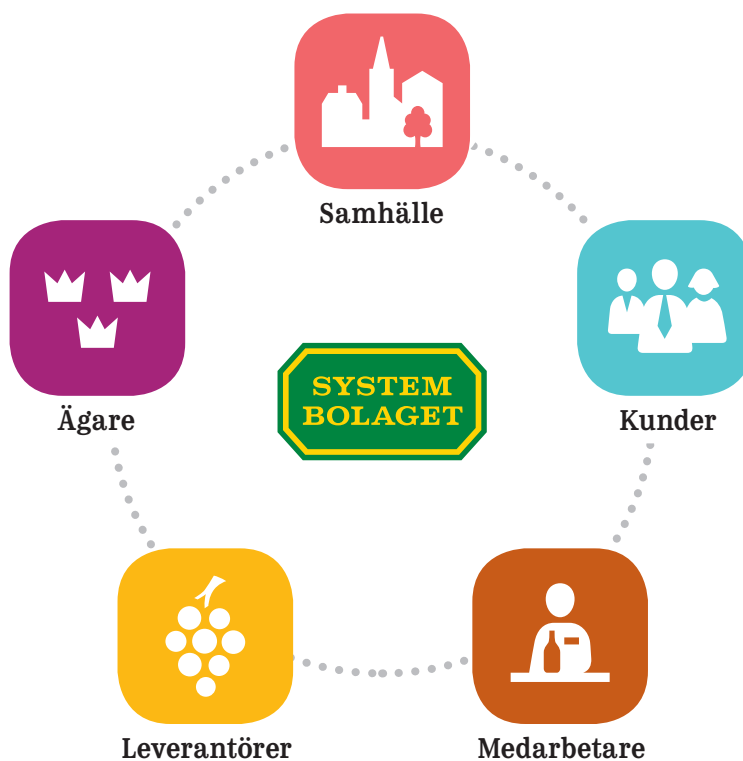 Samhälle
Ägare
SYSTEM
BOLAGET
Kunder
Leverantörer
Medarbetare